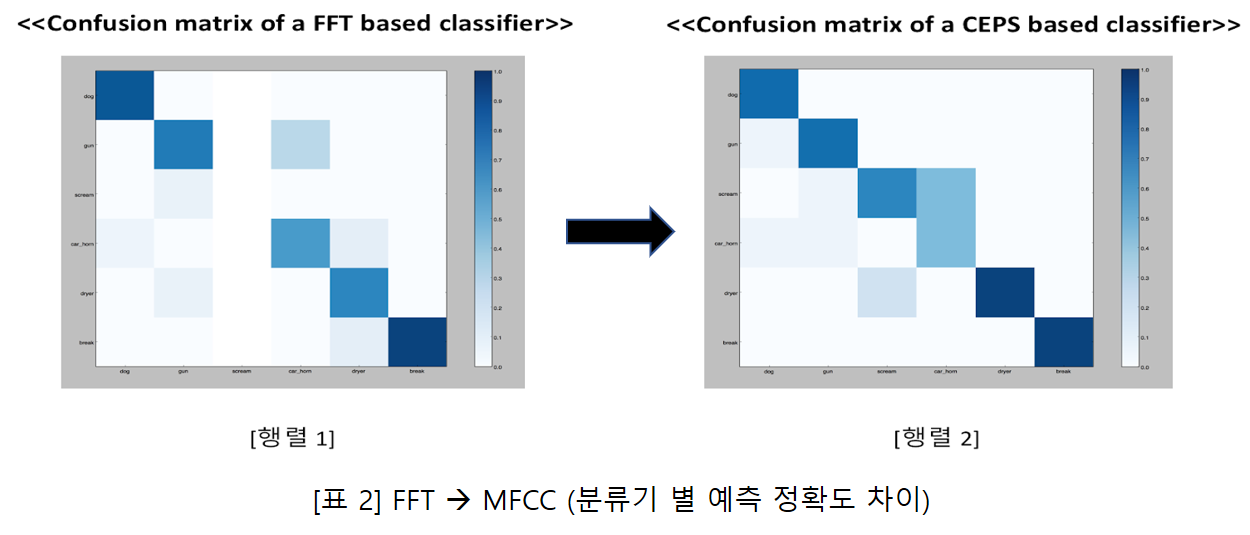 <<Confusion matrix of a FFT based classifier>>
<<Confusion matrix of a CEPS based classifier>>
dog
gun
scream
car_horn
dryer
break
dog gun scream car_horn dryer break
1.0
0.9
0.8
0.7
0.6
0.5
0.4
0.3
0.2
0.1
0.0
dog
gun
scream
car_horn
dryer
break
dog gun scream car_horn dryer break
1.0
0.9
0.8
0.7
0.6
0.5
0.4
0.3
0.2
0.1
0.0
[행렬 1]
[행렬 2]
[표 2] FFT → MFCC (분류기 별 예측 정확도 차이)